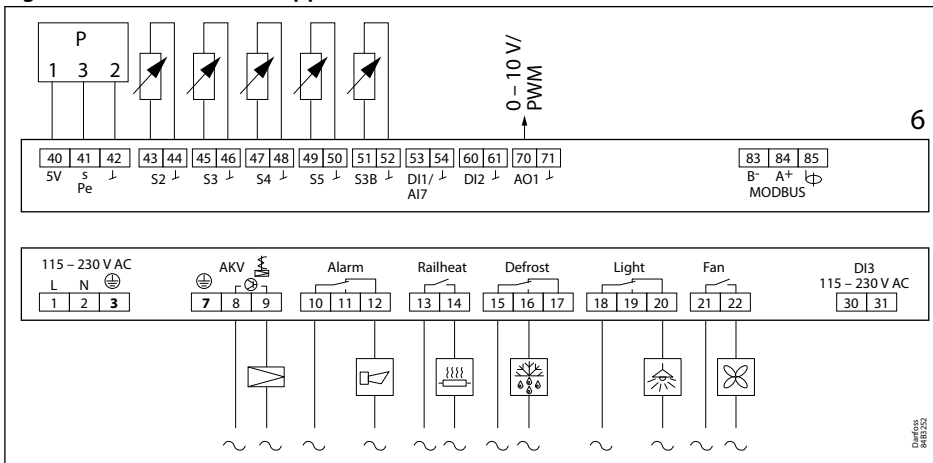 P
1 3 2
0 – 10 V/
PWM
6
40 41 42 43 44 45 46 47 48 49 50 51 52 53 54 60 61 70 71 83 84 85
5V s S2 S3 S4 S5 S3B DI1/ DI2 AO1 B- A+
Pe AI7 MODBUS
115 – 230 V AC AKV Alarm Railheat Defrost Light Fan DI3
L N 115 – 230 V AC
1 2 3 7 8 9 10 11 12 13 14 15 16 17 18 19 20 21 22 30 31
Danfoss
84B3252